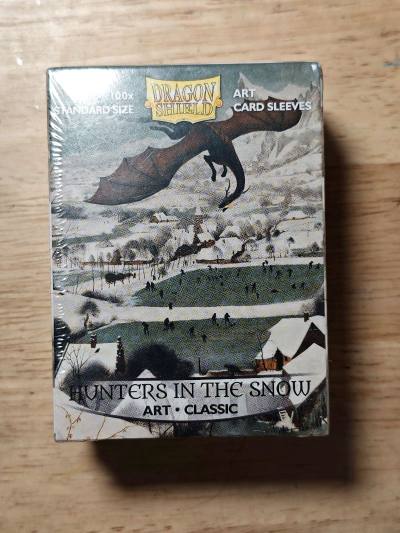 100x
STANDARD SIZE
DRAGON
SHIELD
ART
CARD SLEEVES
HUNTERS IN THE SNOW
ART • CLASSIC